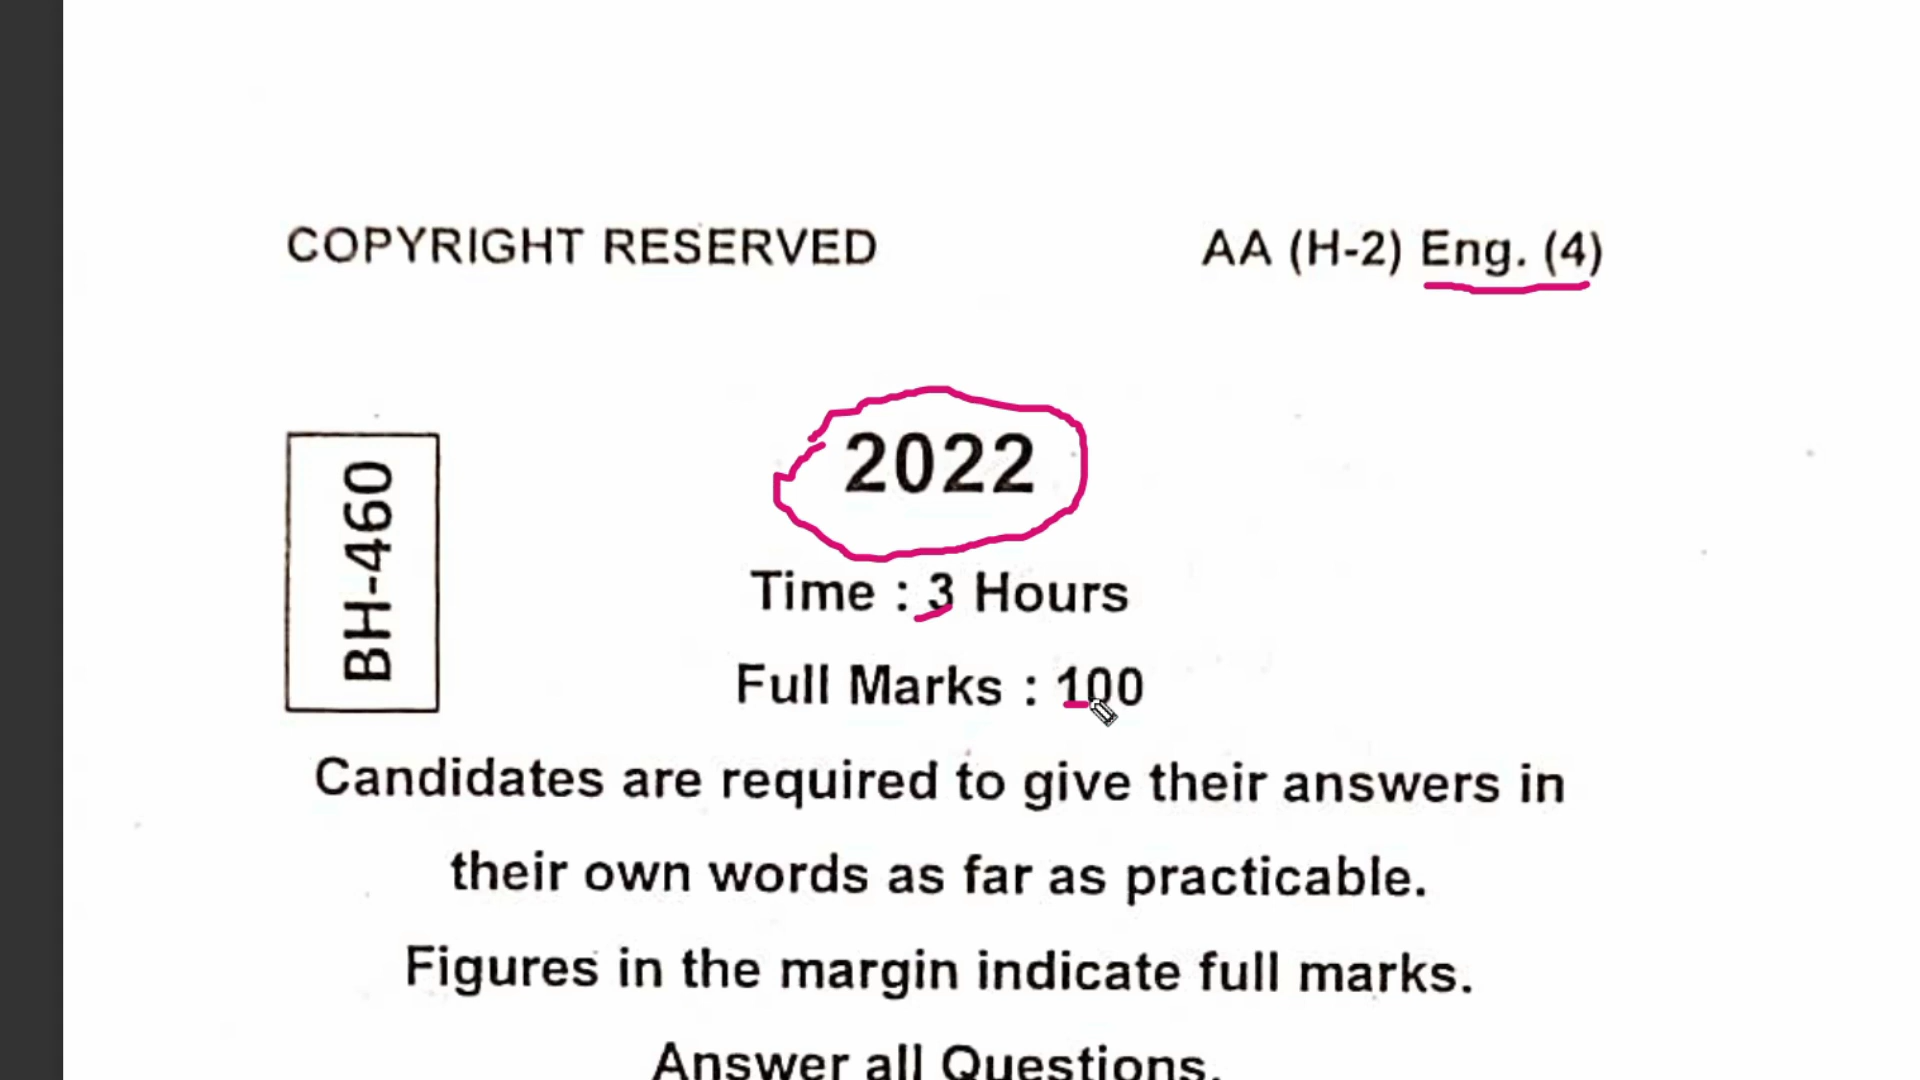 COPYRIGHT RESERVED AA (H-2) Eng. (4)
2022
BH-460
Time : 3 Hours
Full Marks : 100
Candidates are required to give their answers in
their own words as far as practicable.
Figures in the margin indicate full marks.
Answer all Questions.